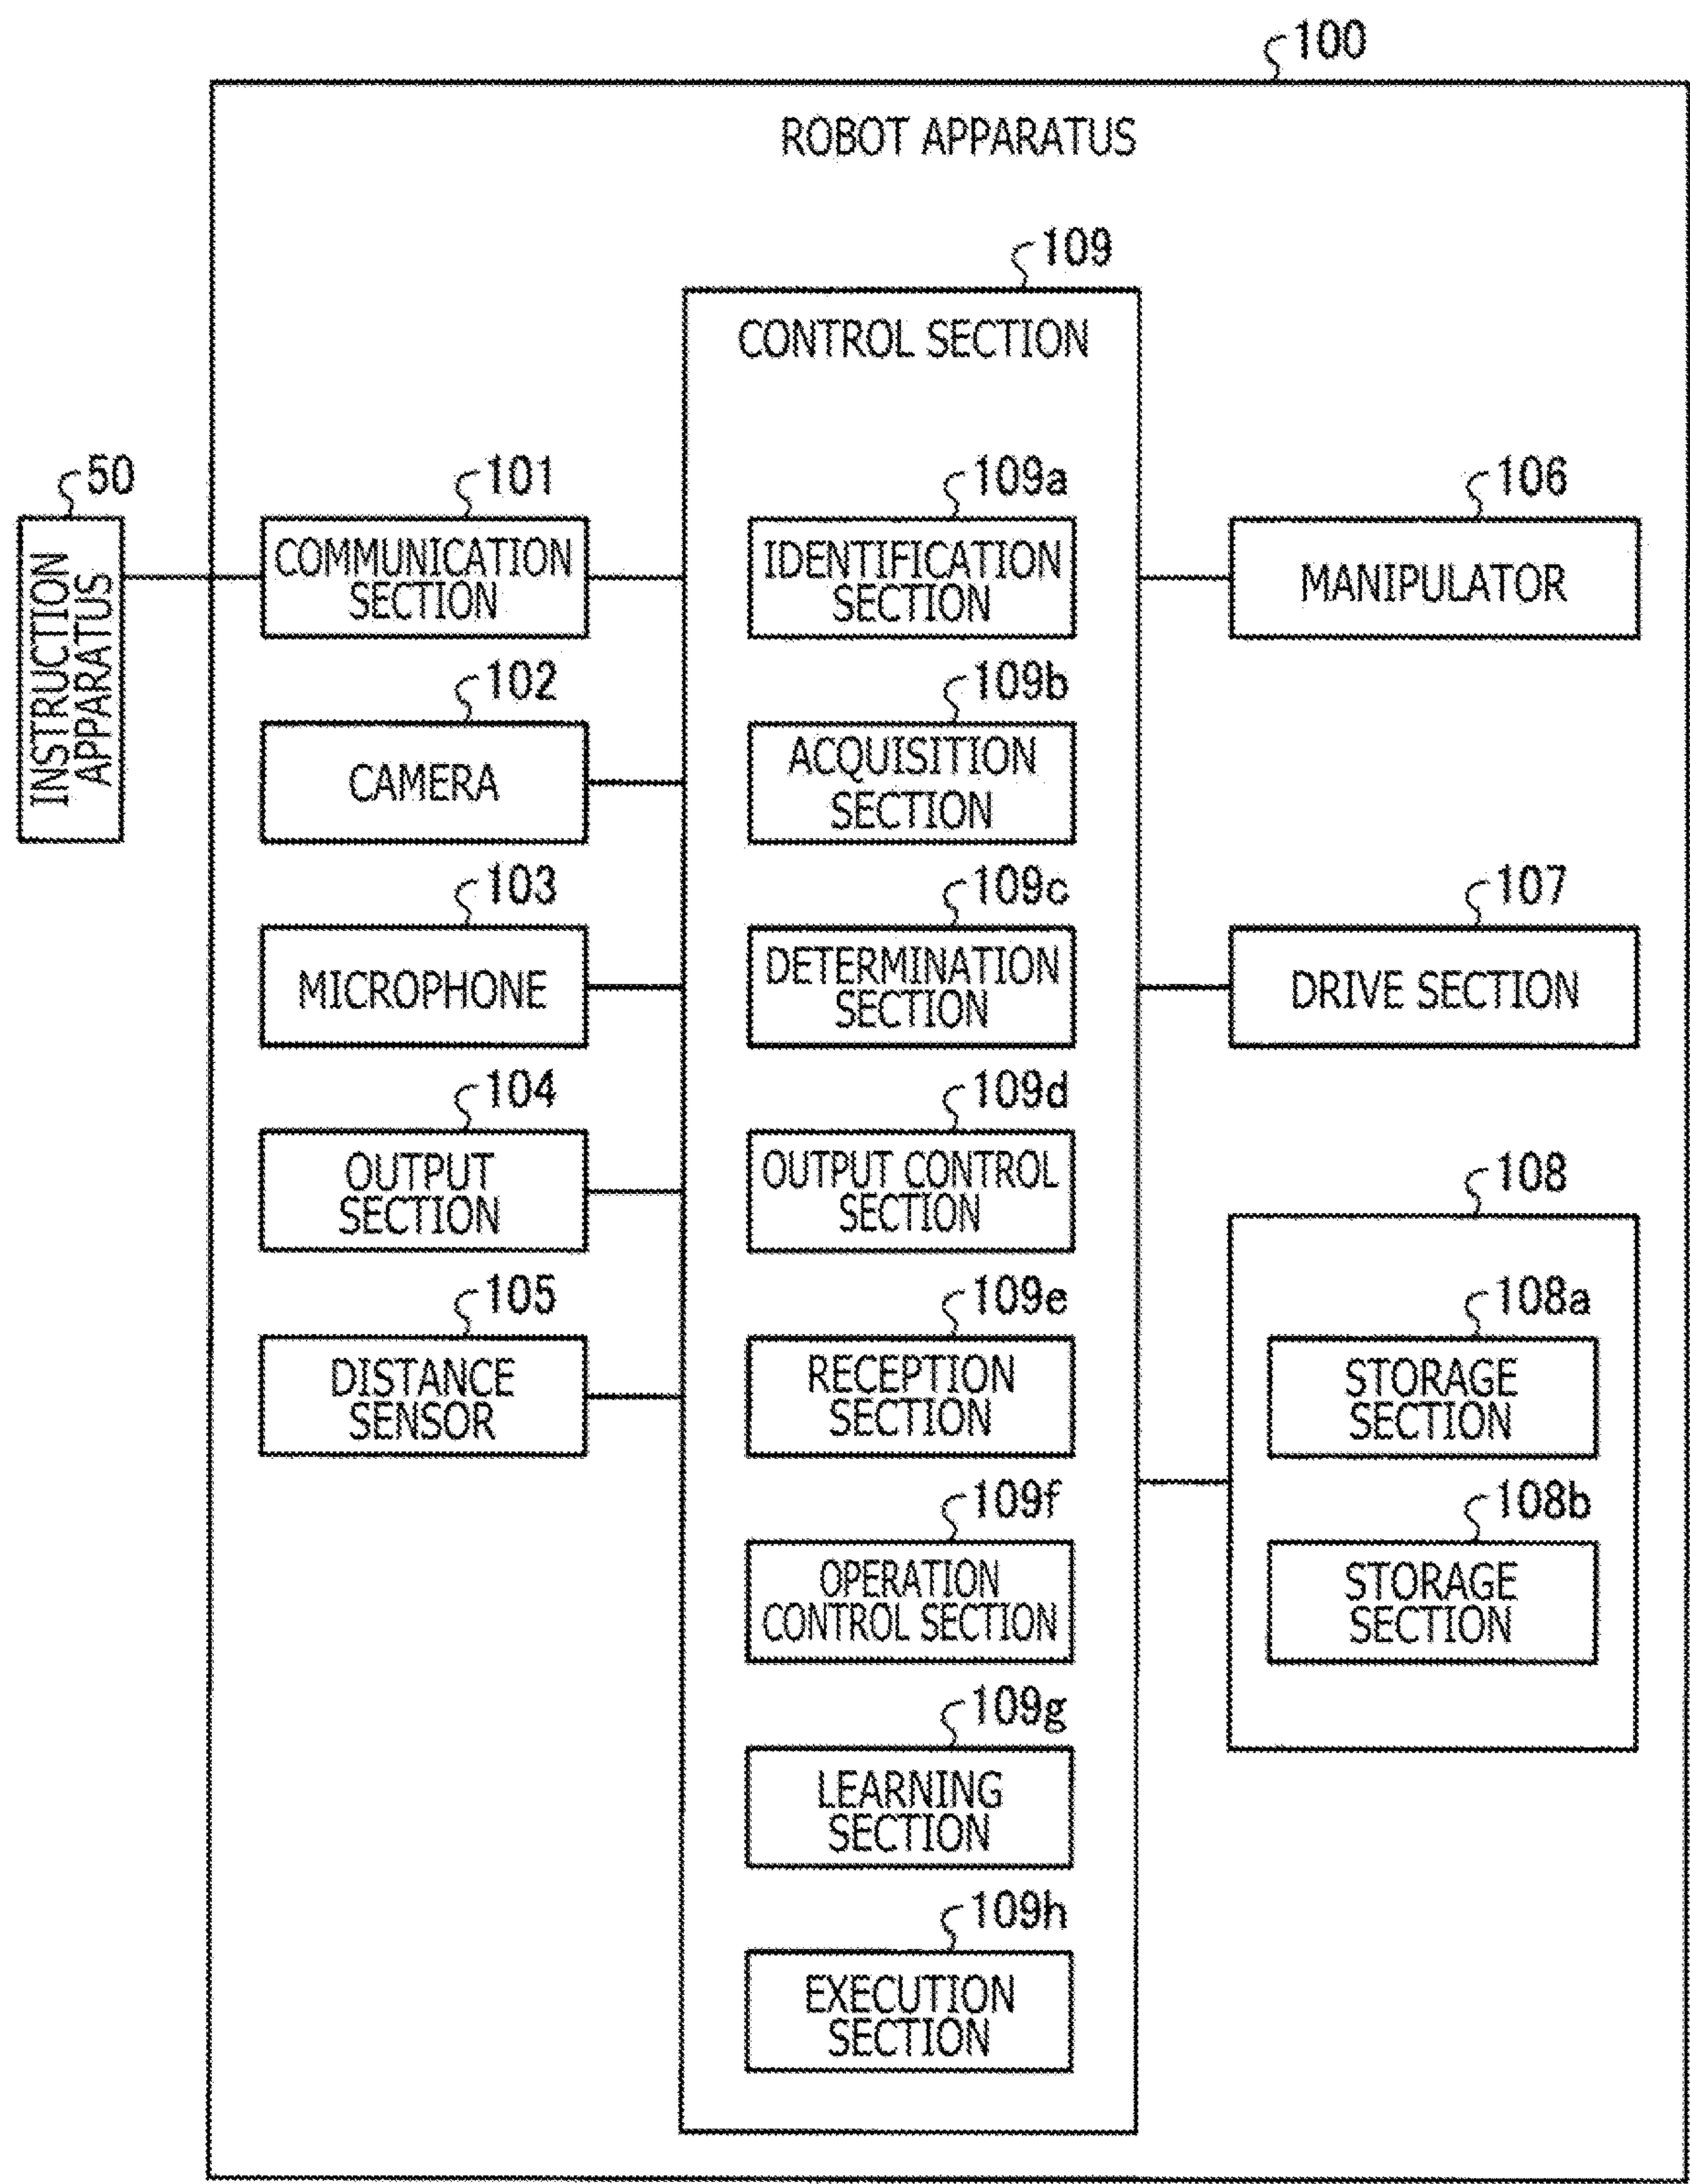 100
ROBOT APPARATUS
109
CONTROL SECTION
50
INSTRUCTION
APPARATUS
101
COMMUNICATION
SECTION
102
CAMERA
103
MICROPHONE
104
OUTPUT
SECTION
105
DISTANCE
SENSOR
109a
IDENTIFICATION
SECTION
109b
ACQUISITION
SECTION
109c
DETERMINATION
SECTION
109d
OUTPUT CONTROL
SECTION
109e
RECEPTION
SECTION
109f
OPERATION
CONTROL SECTION
109g
LEARNING
SECTION
109h
EXECUTION
SECTION
106
MANIPULATOR
107
DRIVE SECTION
108
108a
STORAGE
SECTION
108b
STORAGE
SECTION